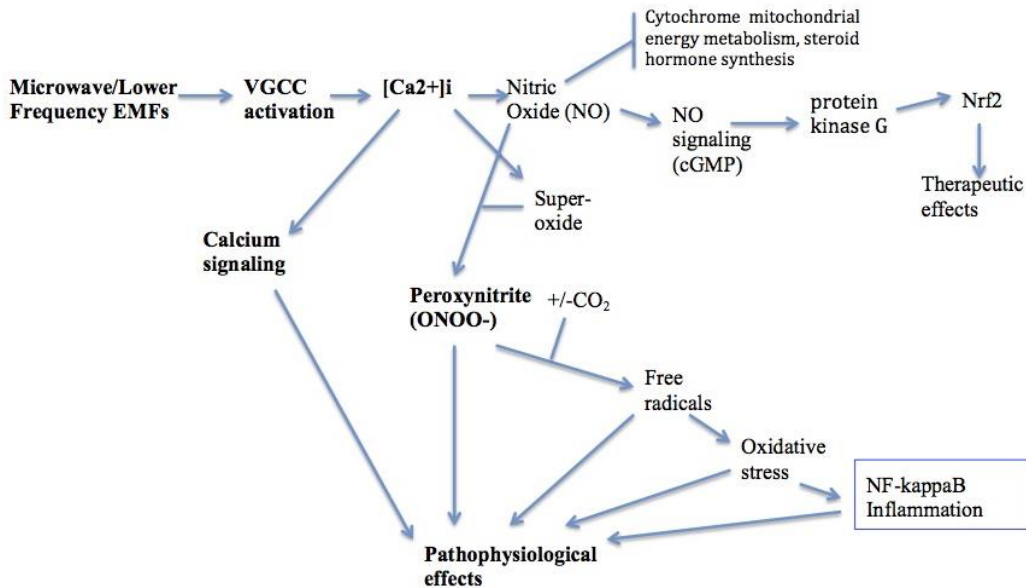 Cytochrome mitochondrial
energy metabolism, steroid
hormone synthesis
Microwave/Lower
Frequency EMFs
VGCC
activation
[Ca2+]i
Nitric
Oxide (NO)
NO
signaling
(cGMP)
protein
kinase G
Nrf2
Therapeutic
effects
Super-
oxide
Calcium
signaling
Peroxynitrite
(ONOO-)
+/-CO₂
Free
radicals
Oxidative
stress
NF-kappaB
Inflammation
Pathophysiological
effects